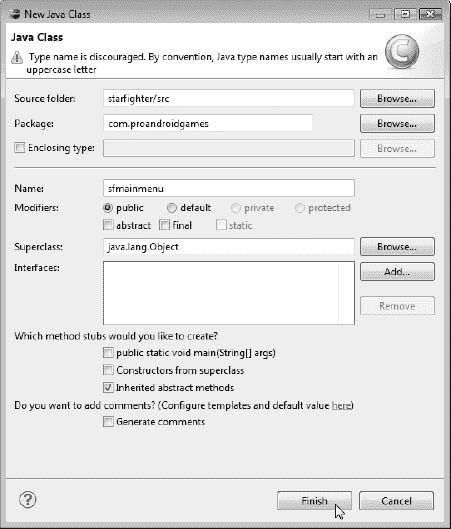 New Java Class
Java Class
Type name is discouraged. By convention, Java type names usually start with an
uppercase letter
C
Source folder: starfighter/src Browse...
Package: com.proandroidgames Browse...
Enclosing type: Browse...
Name: sfmainmenu
Modifiers: public default private protected
abstract final static
Superclass: java.lang.Object Browse...
Interfaces: Add...
Remove
Which method stubs would you like to create?
public static void main(String[] args)
Constructors from superclass
Inherited abstract methods
Do you want to add comments? (Configure templates and default value here)
Generate comments
? Finish Cancel